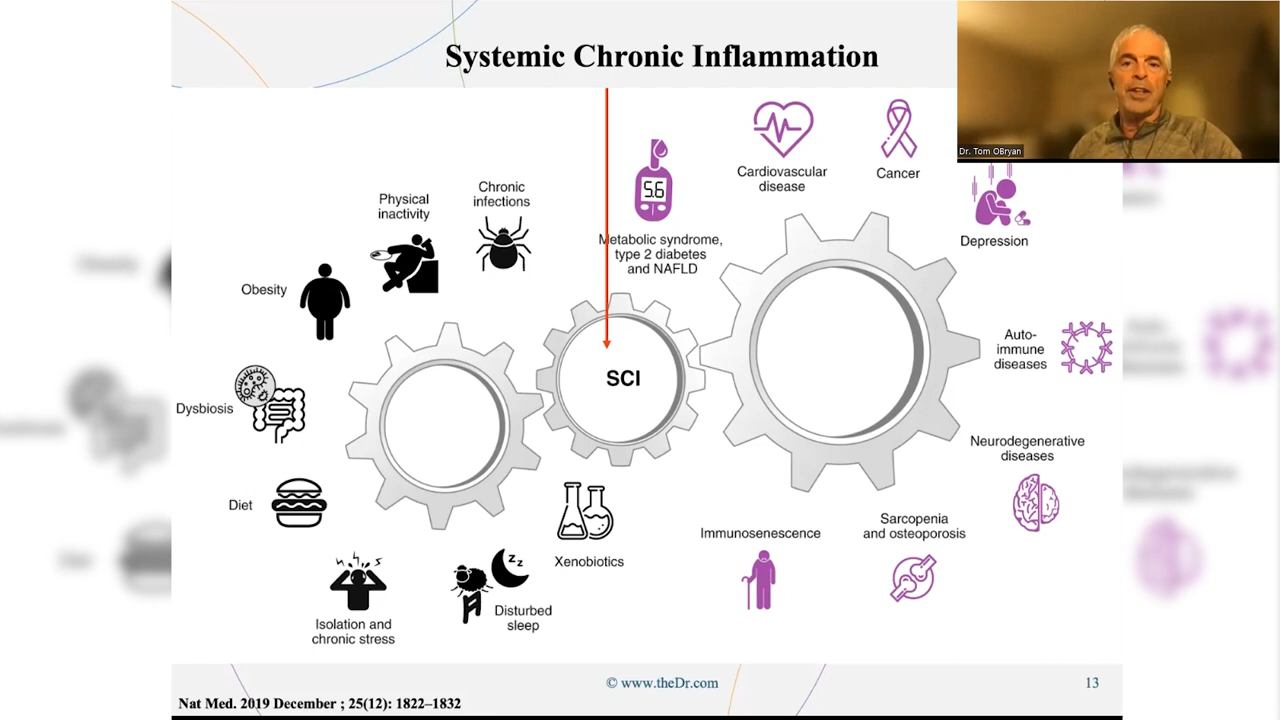 Systemic Chronic Inflammation
Dr. Tom OBryan
Cardiovascular
disease
Cancer
Depression
5.6
Metabolic syndrome,
type 2 diabetes
and NAFLD
Chronic
infections
Physical
inactivity
Obesity
Dysbiosis
Diet
Isolation and
chronic stress
z z
Disturbed
sleep
Xenobiotics
SCI
Auto-
immune
diseases
Neurodegenerative
diseases
Sarcopenia
and osteoporosis
Immunosenescence
© www.theDr.com
13
Nat Med. 2019 December ; 25(12): 1822–1832